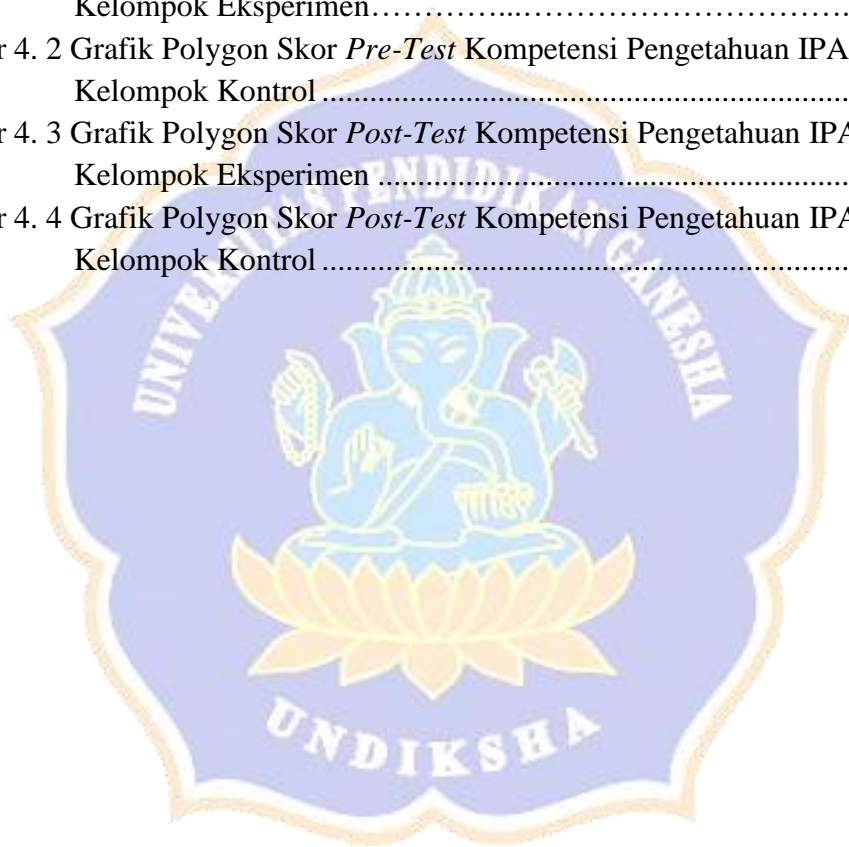 Kelompok Eksperimen…………...…………………………….
r 4. 2 Grafik Polygon Skor Pre-Test Kompetensi Pengetahuan IPA
Kelompok Kontrol ....................................................................
r 4. 3 Grafik Polygon Skor Post-Test Kompetensi Pengetahuan IPA
Kelompok Eksperimen .............................................................
r 4. 4 Grafik Polygon Skor Post-Test Kompetensi Pengetahuan IPA
Kelompok Kontrol ....................................................................
UNIVERSITAS PENDIDIKAN GANESHA
UNDIKSHA